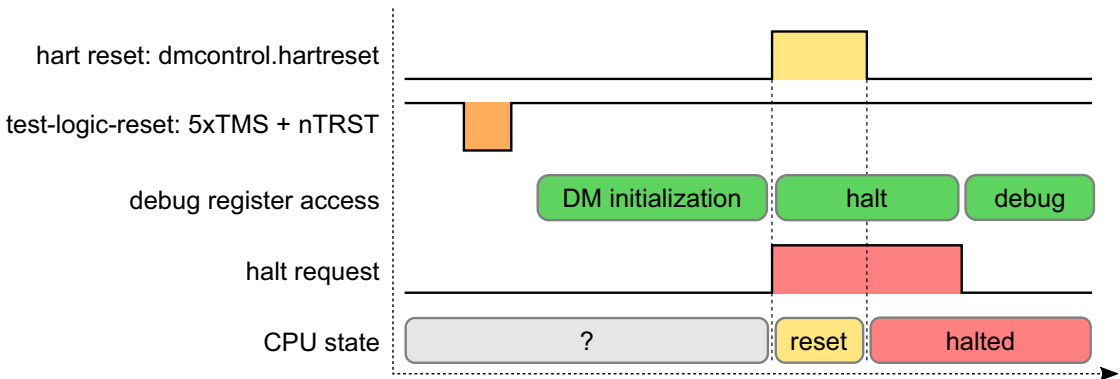 hart reset: dmcontrol.hartreset
test-logic-reset: 5xTMS + nTRST
debug register access
DM initialization
halt
debug
halt request
CPU state
?
reset
halted